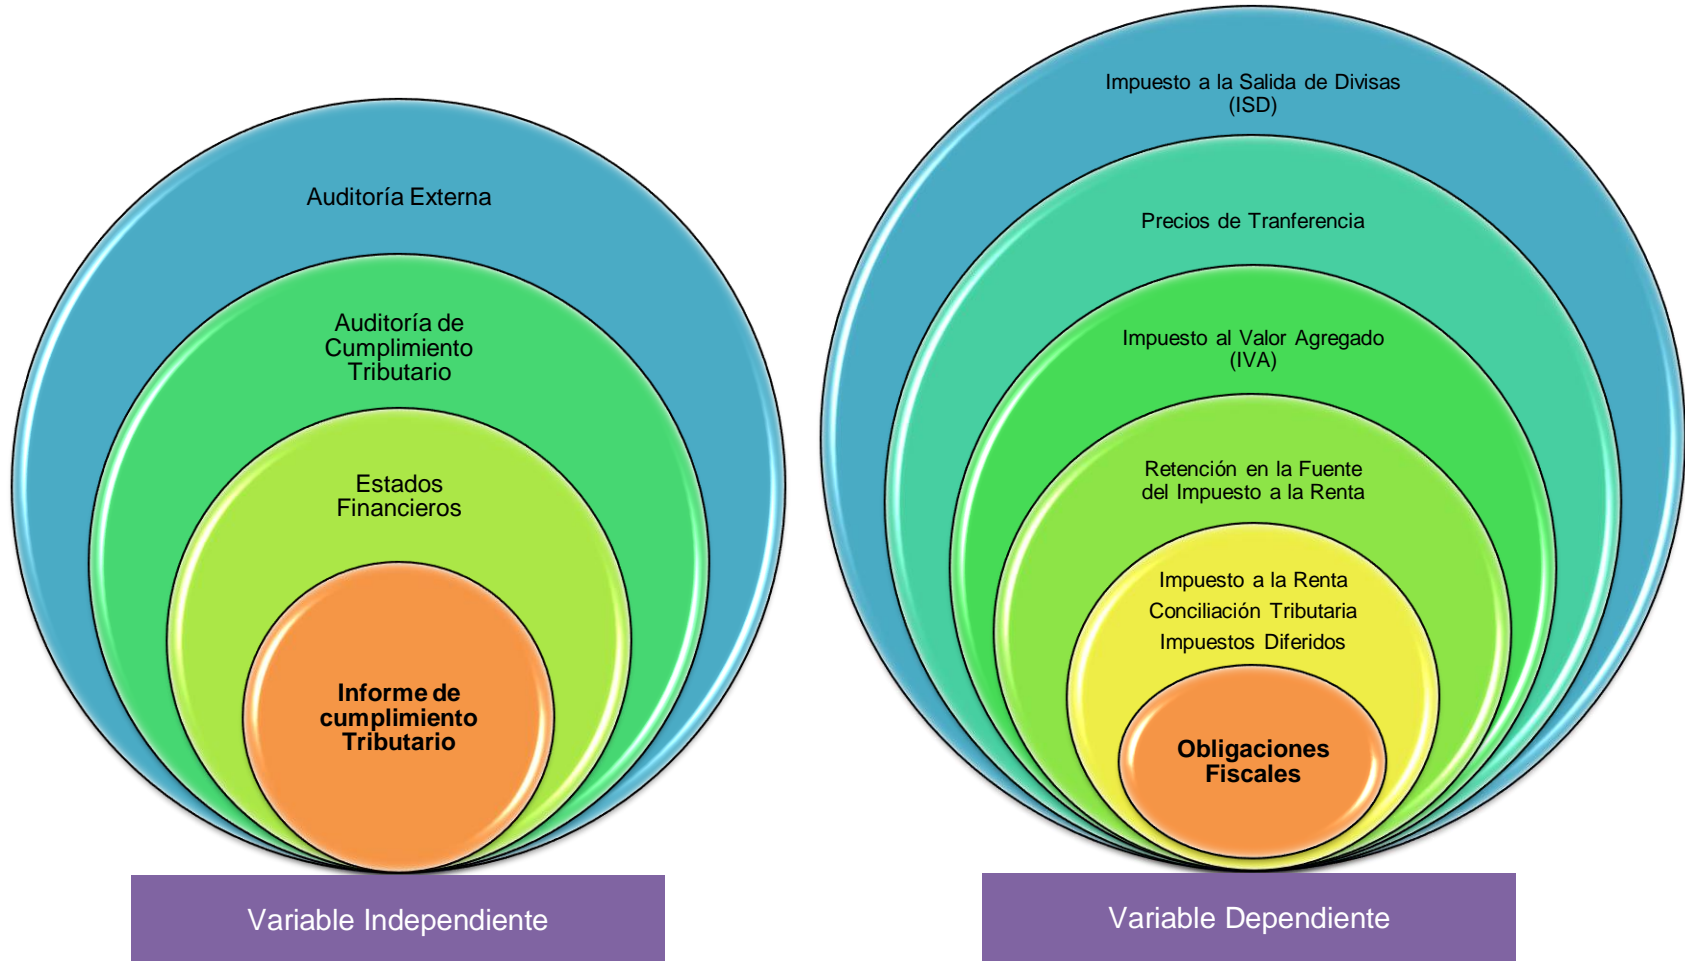 Auditoría Externa
Auditoría de
Cumplimiento
Tributario
Estados
Financieros
Informe de
cumplimiento
Tributario
Variable Independiente
Impuesto a la Salida de Divisas
(ISD)
Precios de Tranferencia
Impuesto al Valor Agregado
(IVA)
Retención en la Fuente
del Impuesto a la Renta
Impuesto a la Renta
Conciliación Tributaria
Impuestos Diferidos
Obligaciones
Fiscales
Variable Dependiente